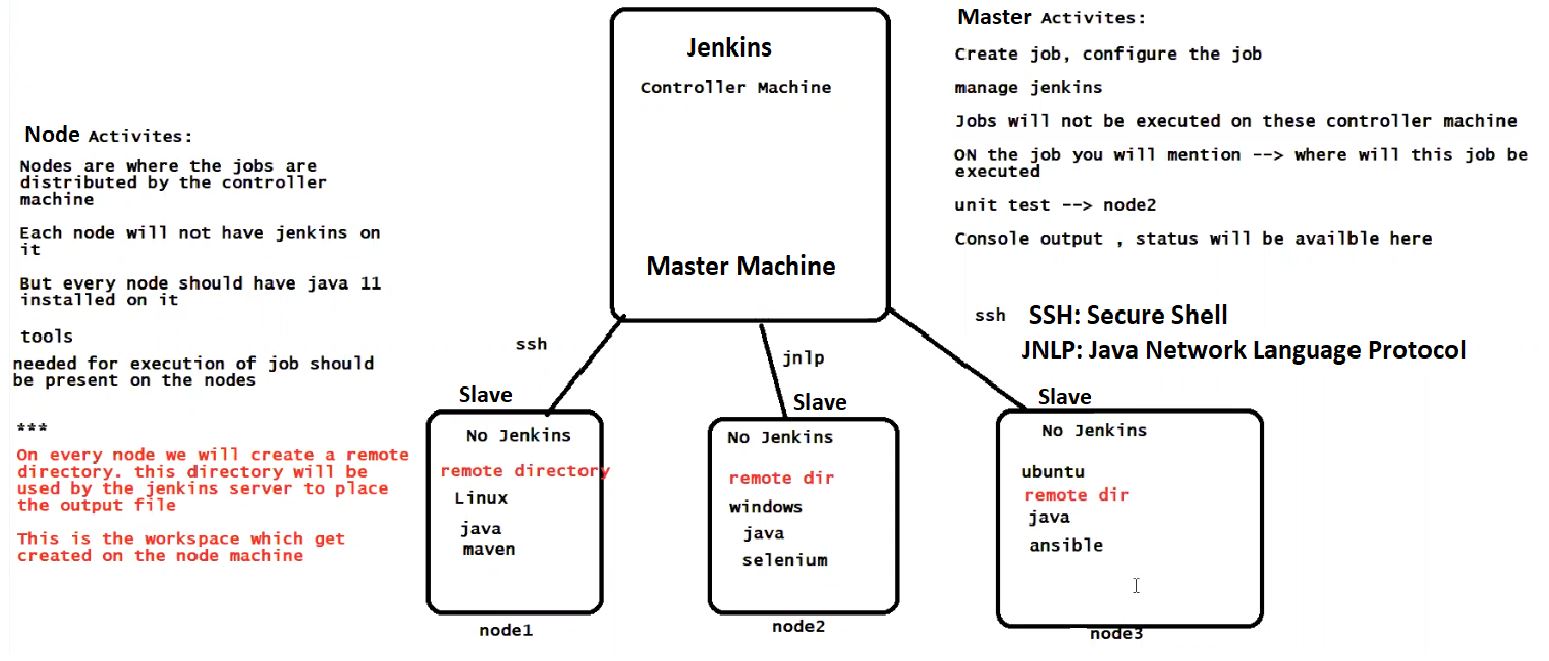 Jenkins
Controller Machine
Master Machine
Master Activites:
Create job, configure the job
manage jenkins
Jobs will not be executed on these controller machine
ON the job you will mention --> where will this job be
executed
unit test --> node2
Console output , status will be availble here
Node Activites:
Nodes are where the jobs are
distributed by the controller
machine
Each node will not have jenkins on
it
But every node should have java 11
installed on it
tools
needed for execution of job should
be present on the nodes
***
On every node we will create a remote
directory. this directory will be
used by the jenkins server to place
the output file
This is the workspace which get
created on the node machine
ssh
jnlp
ssh
SSH: Secure Shell
JNLP: Java Network Language Protocol
Slave
No Jenkins
remote directory
Linux
java
maven
node1
Slave
No Jenkins
remote dir
windows
java
selenium
node2
Slave
No Jenkins
ubuntu
remote dir
java
ansible
node3